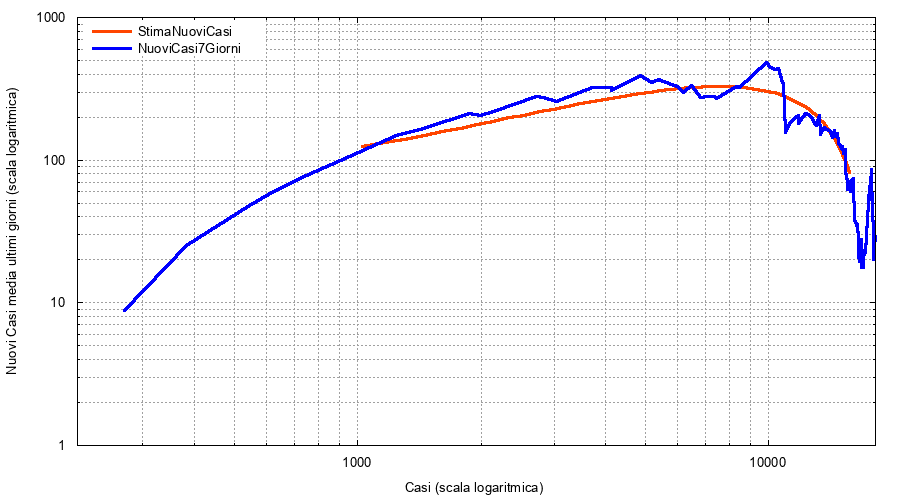 1000
StimaNuoviCasi
NuoviCasi7Giorni
100
10
1
Nuovi Casi media ultimi giorni (scala logaritmica)
1000
10000
Casi (scala logaritmica)